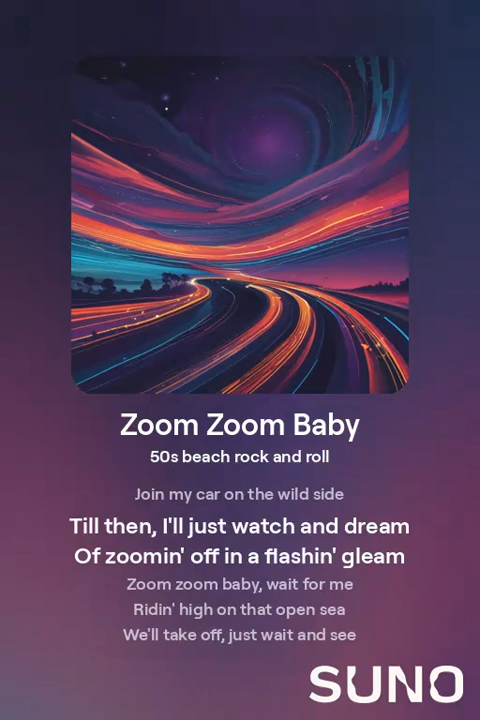 Zoom Zoom Baby
50s beach rock and roll
Join my car on the wild side
Till then, I'll just watch and dream
Of zoomin' off in a flashin' gleam
Zoom zoom baby, wait for me
Ridin' high on that open sea
We'll take off, just wait and see
SUNO